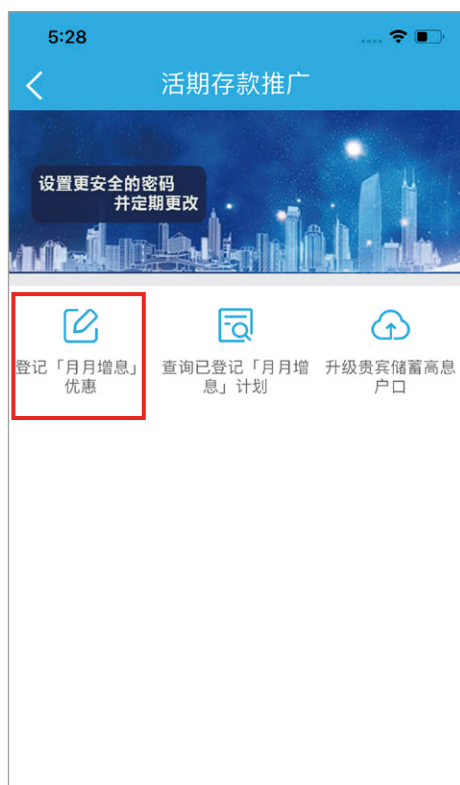 5:28
活期存款推广
设置更安全的密码
并定期更改
登记「月月增息」
优惠
查询已登记「月月增
息」计划
升级贵宾储蓄高息
户口